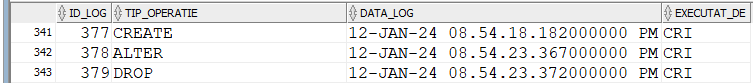 ID_LOG TIP_OPERATIE DATA_LOG EXECUTAT_DE
341 377 CREATE 12-JAN-24 08.54.18.182000000 PM CRI
342 378 ALTER 12-JAN-24 08.54.23.367000000 PM CRI
343 379 DROP 12-JAN-24 08.54.23.372000000 PM CRI